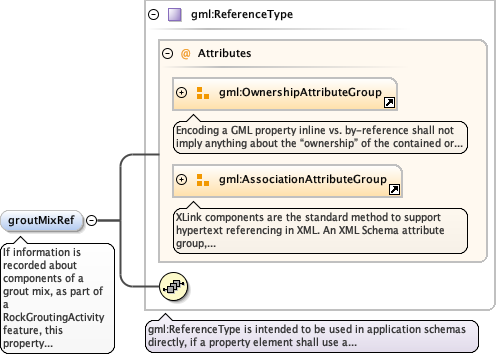 gml:ReferenceType
@ Attributes
gml:OwnershipAttributeGroup
Encoding a GML property inline vs. by-reference shall not
imply anything about the “ownership” of the contained or...
gml:AssociationAttributeGroup
XLink components are the standard method to support
hypertext referencing in XML. An XML Schema attribute
group,...
groutMixRef
If information is
recorded about
components of a
grout mix, as part of
a
RockGroutingActivity
feature, this
property...
gml:ReferenceType is intended to be used in application schemas
directly, if a property element shall use a...